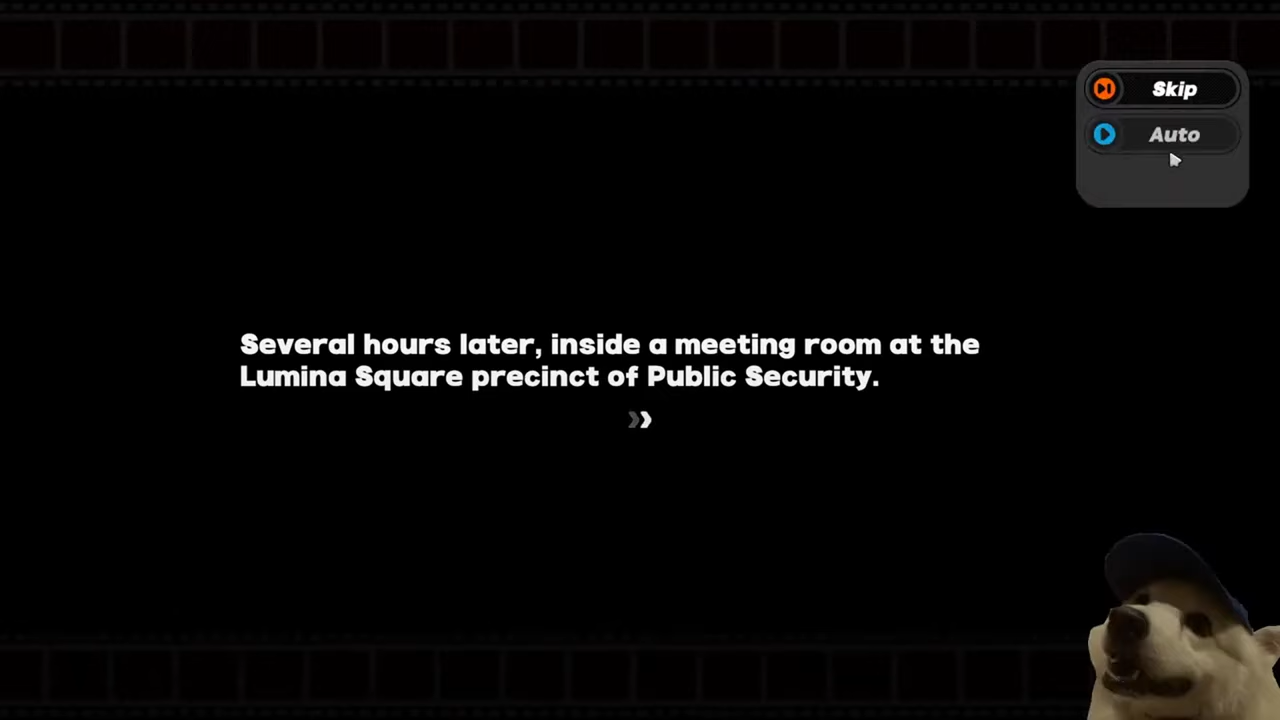 Skip
Auto
Several hours later, inside a meeting room at the
Lumina Square precinct of Public Security.